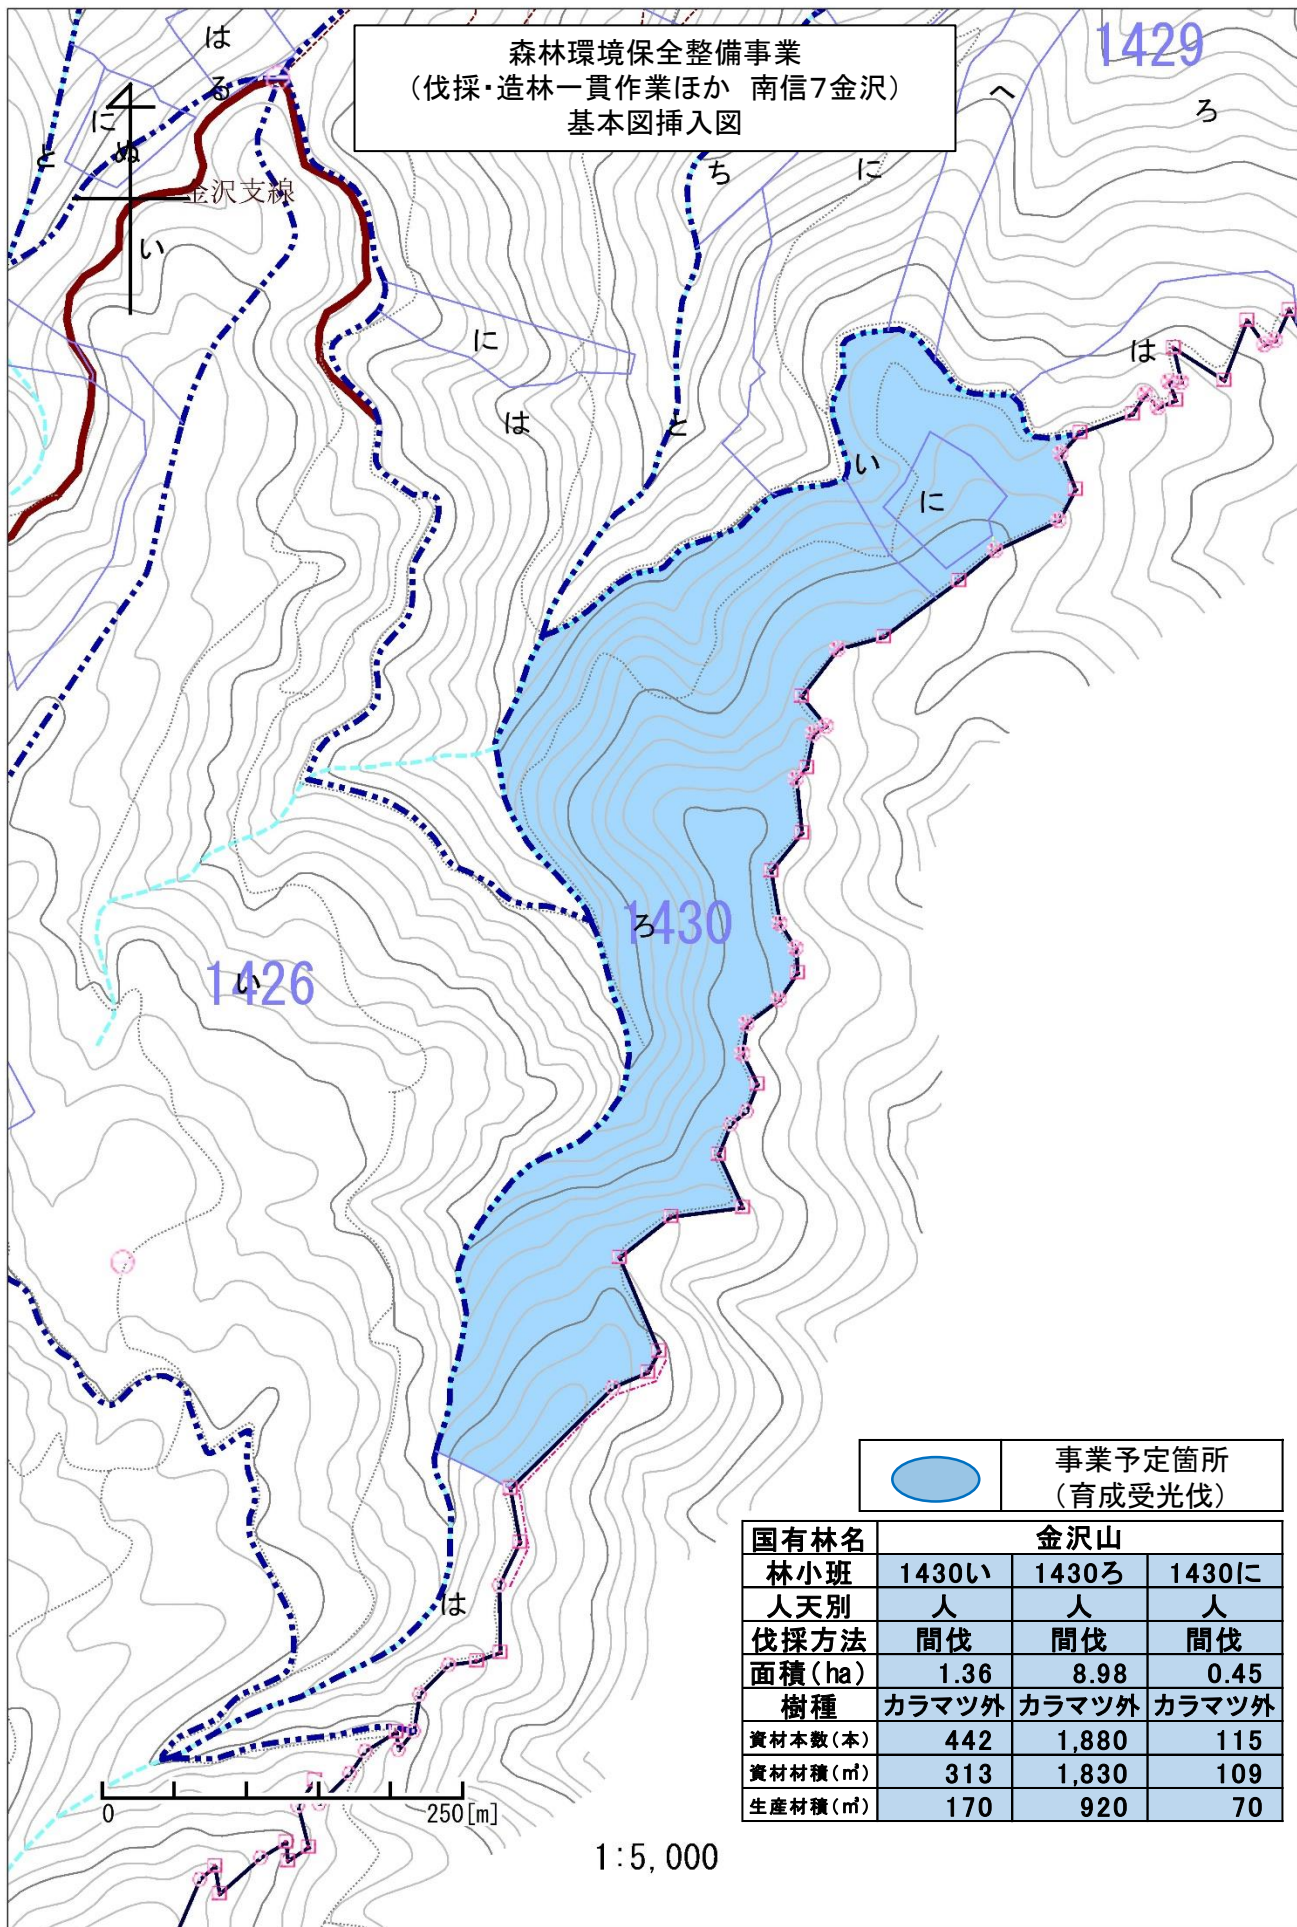 森林環境保全整備事業
(伐採・造林一貫作業ほか 南信7金沢)
基本図挿入図
1429
は
る
に
ぬ
と
い
金沢支線
へ
ろ
ち
に
に
は
と
は
い
に
ろ
1430
1426
い
は
事業予定箇所
(育成受光伐)
国有林名 金沢山
林小班 1430い 1430ろ 1430に
人天別 人 人 人
伐採方法 間伐 間伐 間伐
面積(ha) 1.36 8.98 0.45
樹種 カラマツ外 カラマツ外 カラマツ外
資材本数(本) 442 1,880 115
資材材積(㎥) 313 1,830 109
生産材積(㎥) 170 920 70
0 250[m]
1:5,000